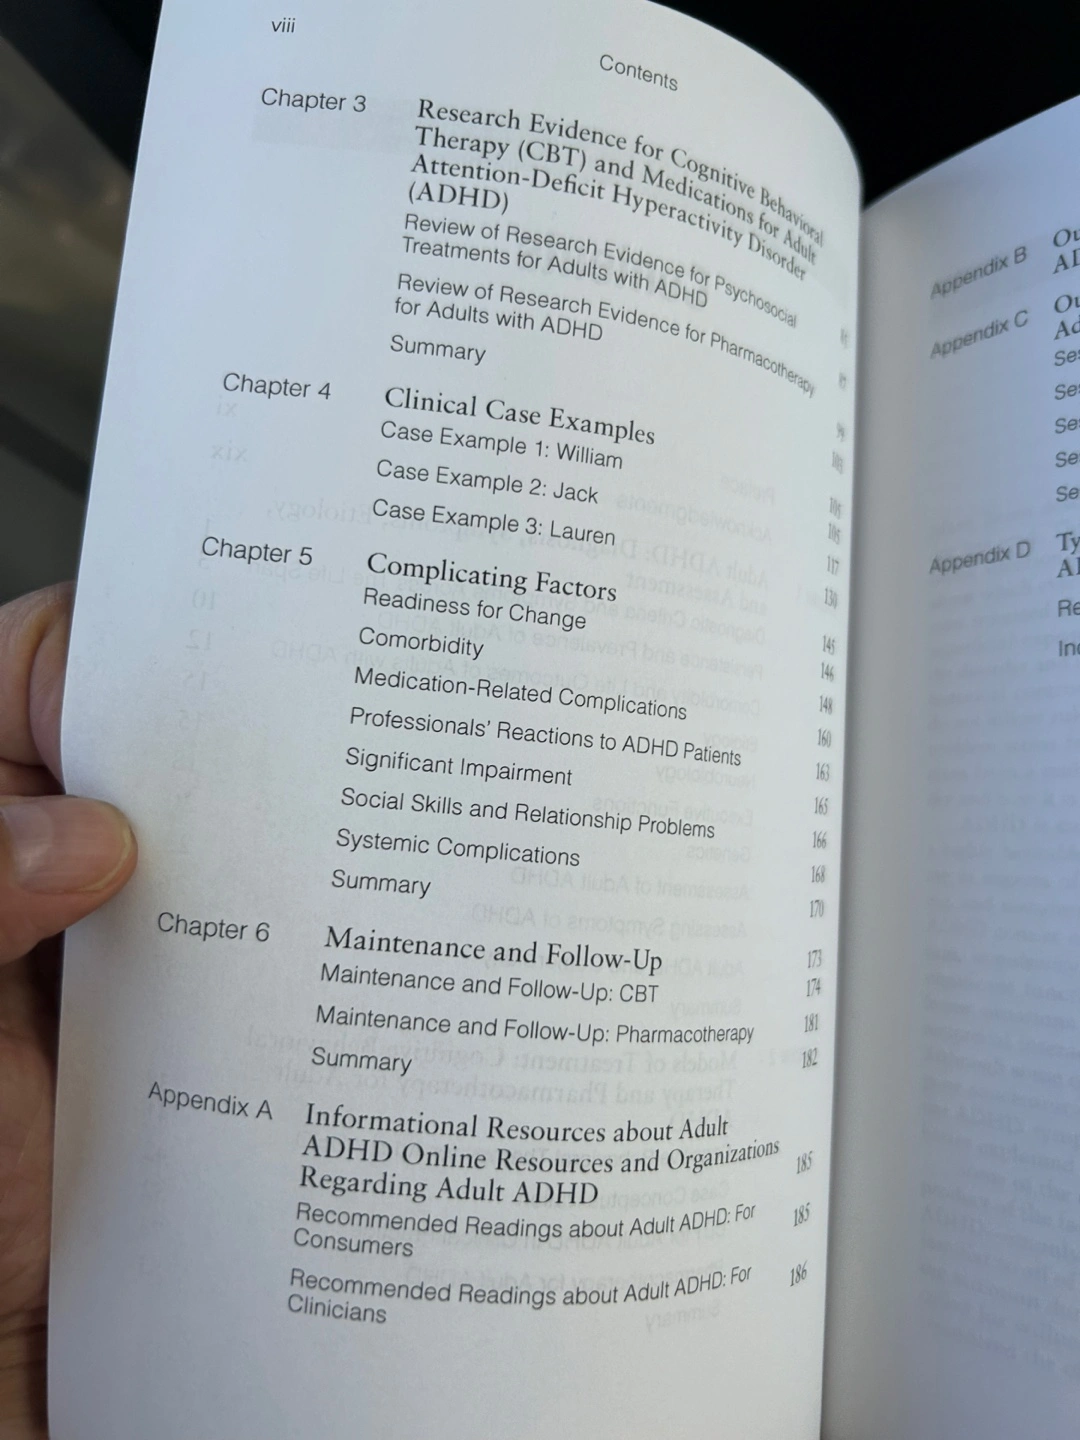 viii
Contents
Chapter 3
Research Evidence for Cognitive Behavioral
Therapy (CBT) and Medications for Adult
Attention-Deficit Hyperactivity Disorder
(ADHD)
Review of Research Evidence for Psychosocial
Treatments for Adults with ADHD
Review of Research Evidence for Pharmacotherapy
for Adults with ADHD
Summary
Chapter 4
Clinical Case Examples
Case Example 1: William 105
Case Example 2: Jack 117
Case Example 3: Lauren 130
Chapter 5
Complicating Factors 145
Readiness for Change 146
Comorbidity 148
Medication-Related Complications 160
Professionals' Reactions to ADHD Patients 163
Significant Impairment 165
Social Skills and Relationship Problems 166
Systemic Complications 168
Summary 170
Chapter 6
Maintenance and Follow-Up 173
Maintenance and Follow-Up: CBT 174
Maintenance and Follow-Up: Pharmacotherapy 181
Summary 182
Appendix A
Informational Resources about Adult
ADHD Online Resources and Organizations
Regarding Adult ADHD 185
Recommended Readings about Adult ADHD: For
Consumers 185
Recommended Readings about Adult ADHD: For
Clinicians 186
Appendix B
Appendix C
Appendix D